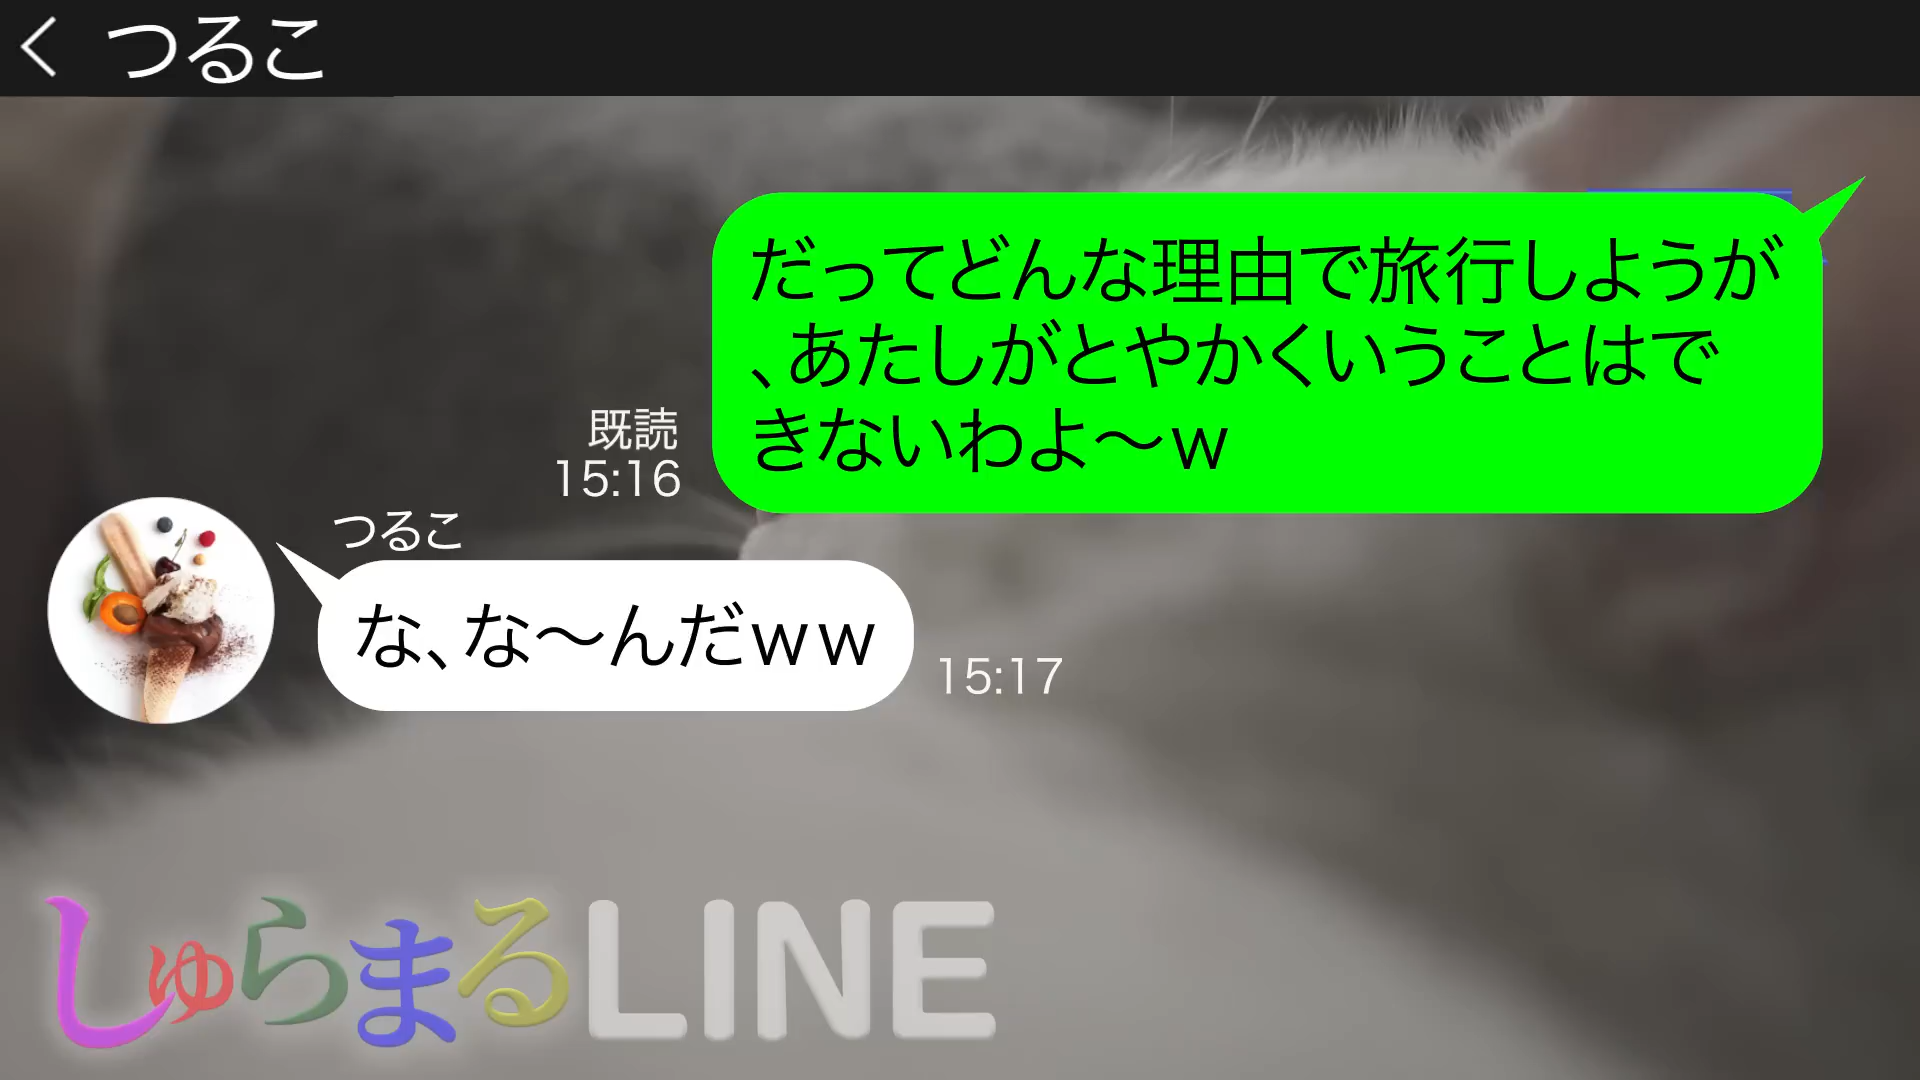 つるこ
だってどんな理由で旅行しようが
、あたしがとやかくいうことはで
きないわよ～w
既読
15:16
つるこ
な、な～んだww
15:17
しゅらまるLINE